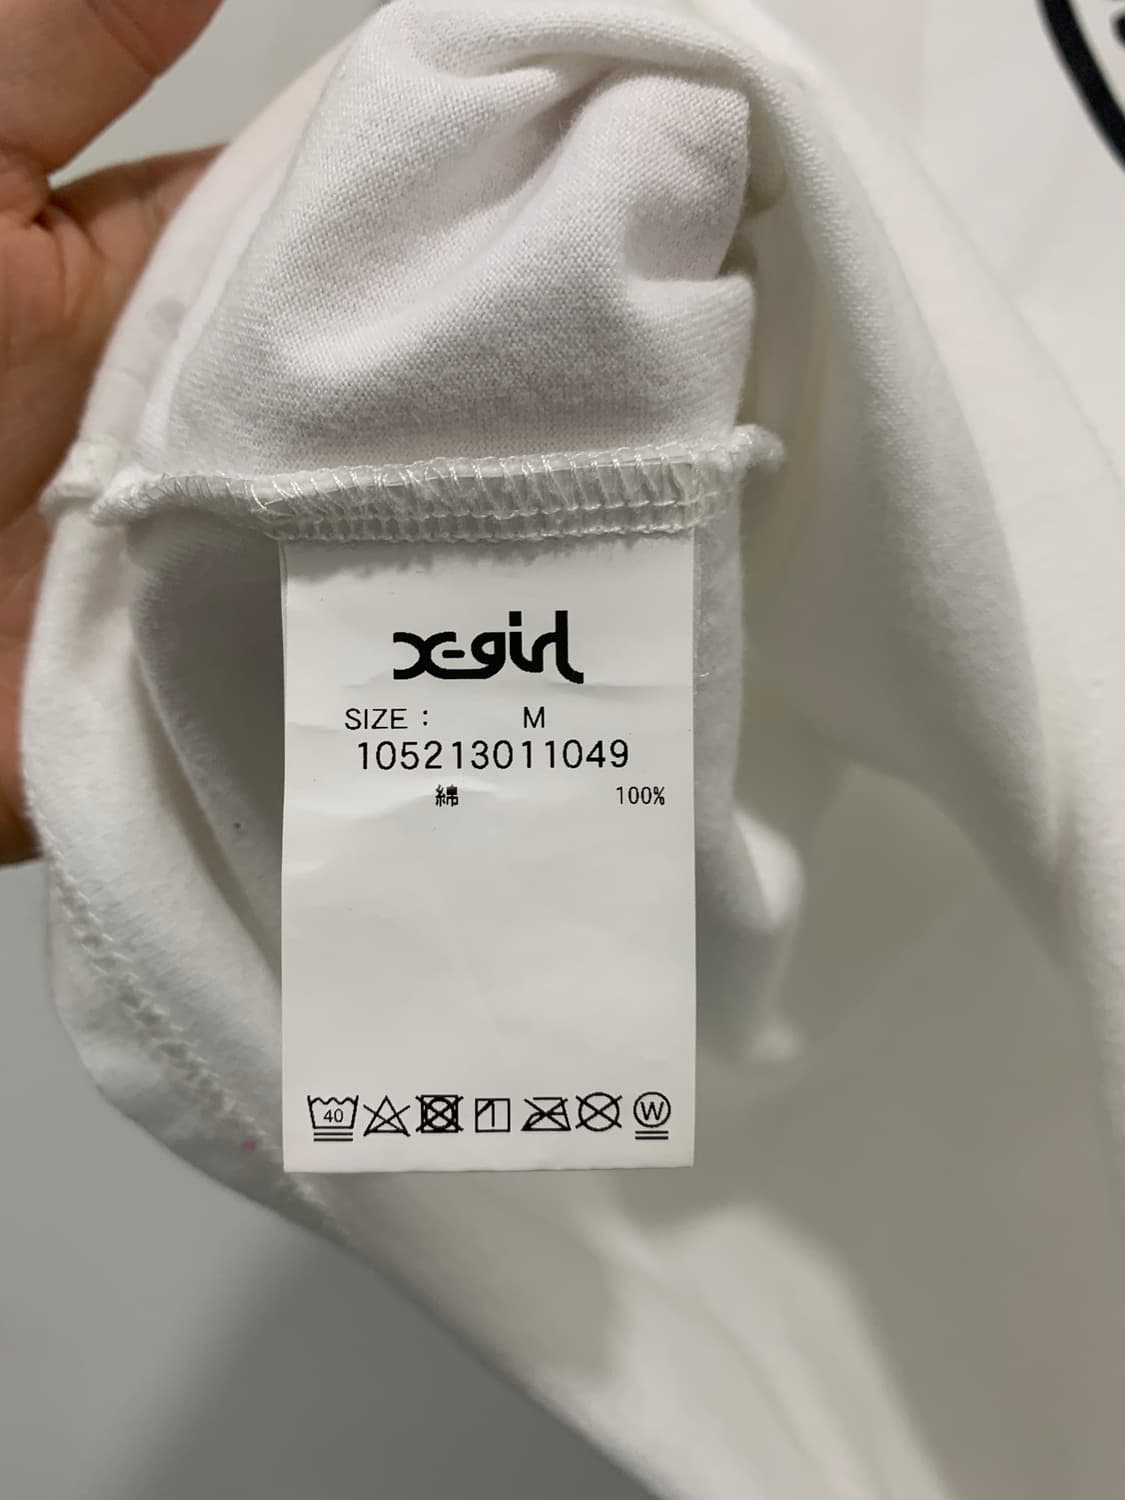 X-girl
SIZE : M
105213011049
綿 100%
40 W